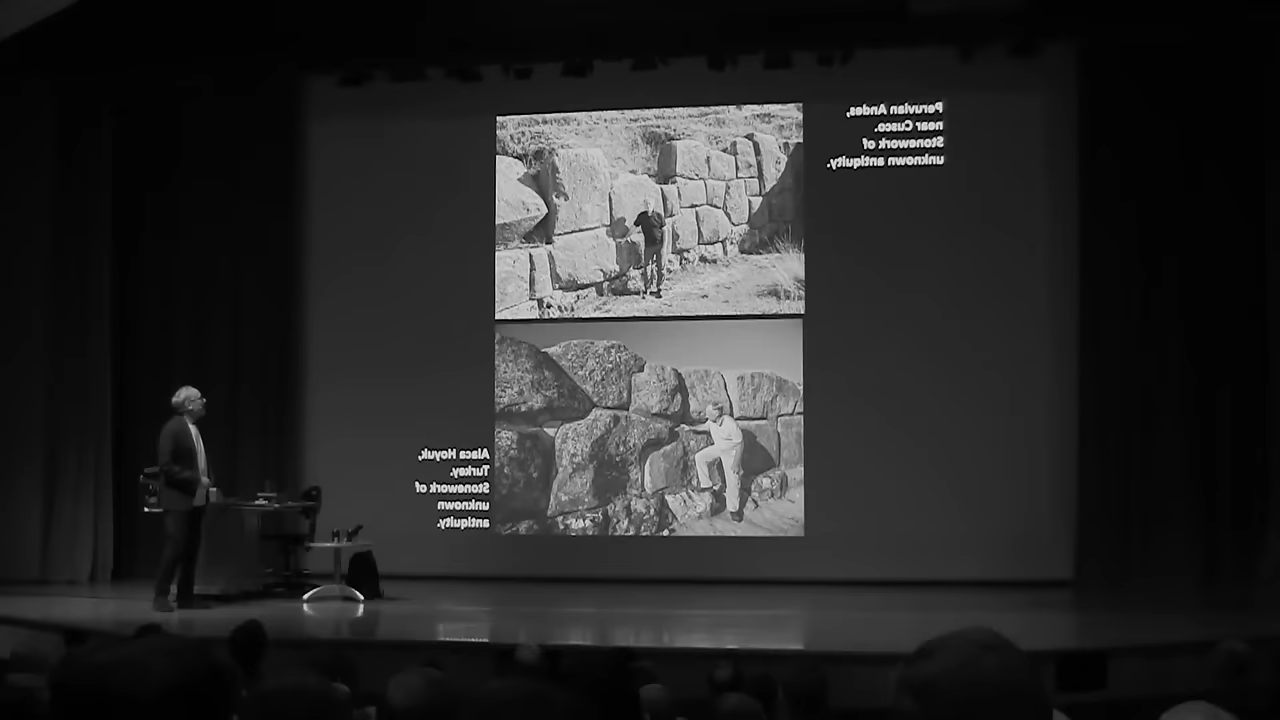 Peruvian Andes,
near Cusco.
Stonework of
unknown antiquity.
Alaca Hoyuk,
Turkey.
Stonework of
unknown
antiquity.